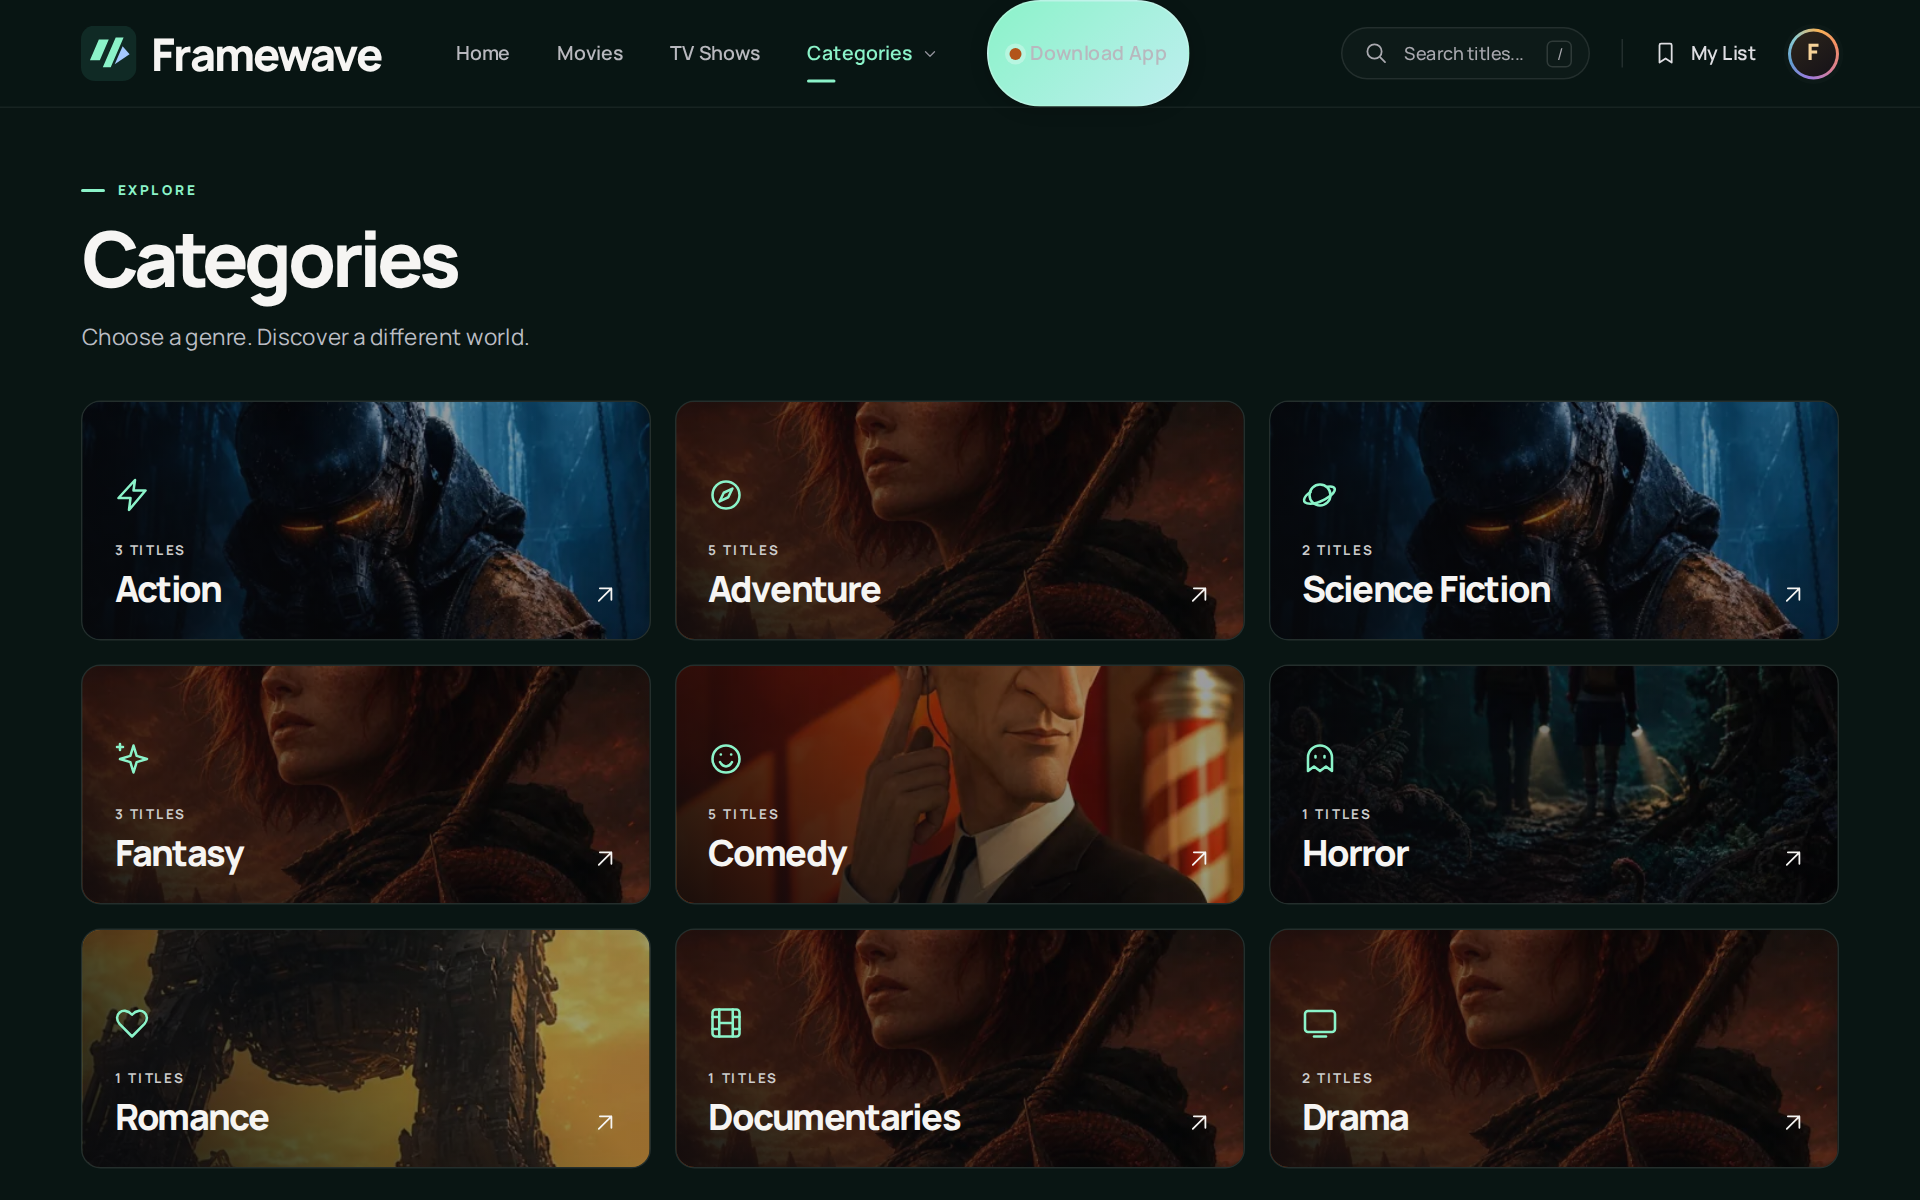 Framewave
Home
Movies
TV Shows
Categories
Download App
Search titles...
/
My List
F
EXPLORE
Categories
Choose a genre. Discover a different world.
3 TITLES
Action
5 TITLES
Adventure
2 TITLES
Science Fiction
3 TITLES
Fantasy
5 TITLES
Comedy
1 TITLES
Horror
1 TITLES
Romance
1 TITLES
Documentaries
2 TITLES
Drama